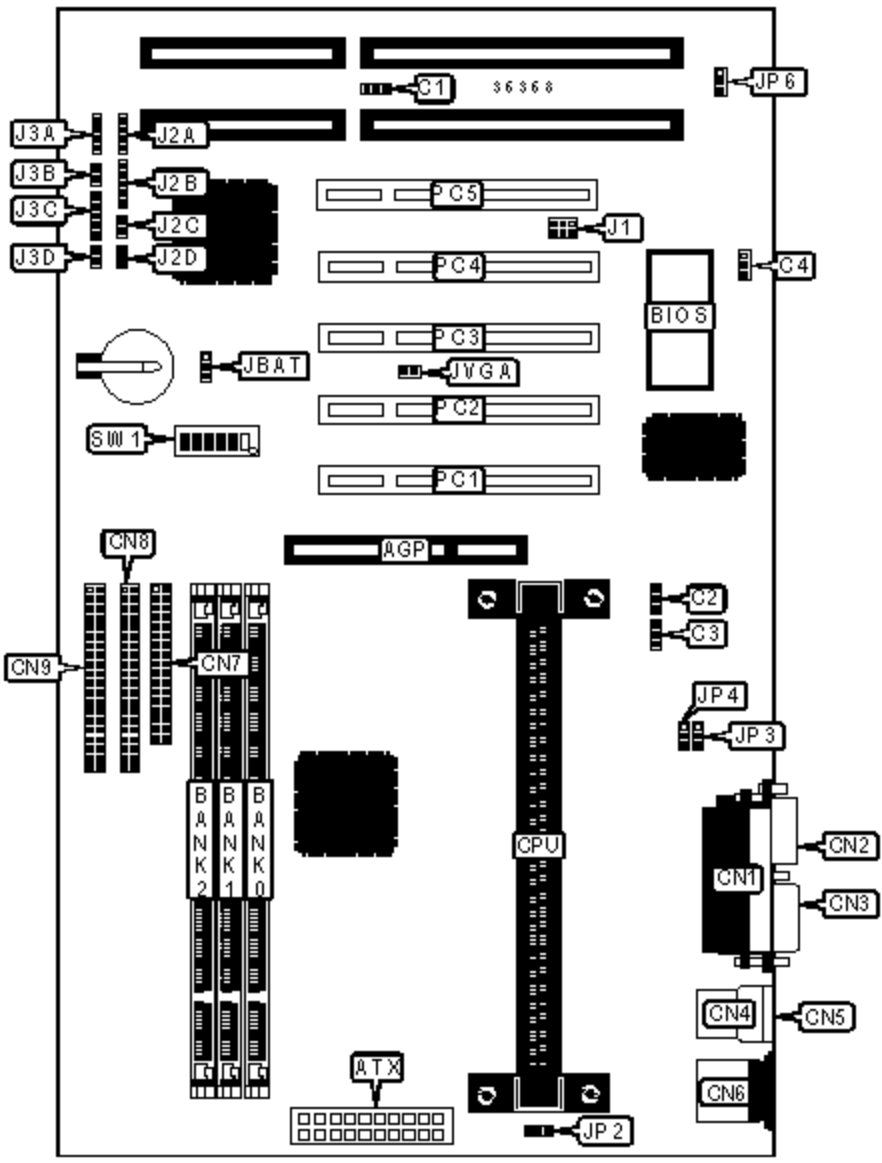 C1
36368
JP6
J3A
J2A
J3B
J2B
PC5
J3C
J2C
J1
J3D
J2D
PC4
C4
BIOS
JBAT
PC3
JVGA
PC2
SW1
PC1
CN8
AGP
C2
C3
CN9
CN7
JP4
JP3
BANK2
BANK1
BANK0
CPU
CN2
CN1
CN3
CN4
CN5
ATX
CN6
JP2